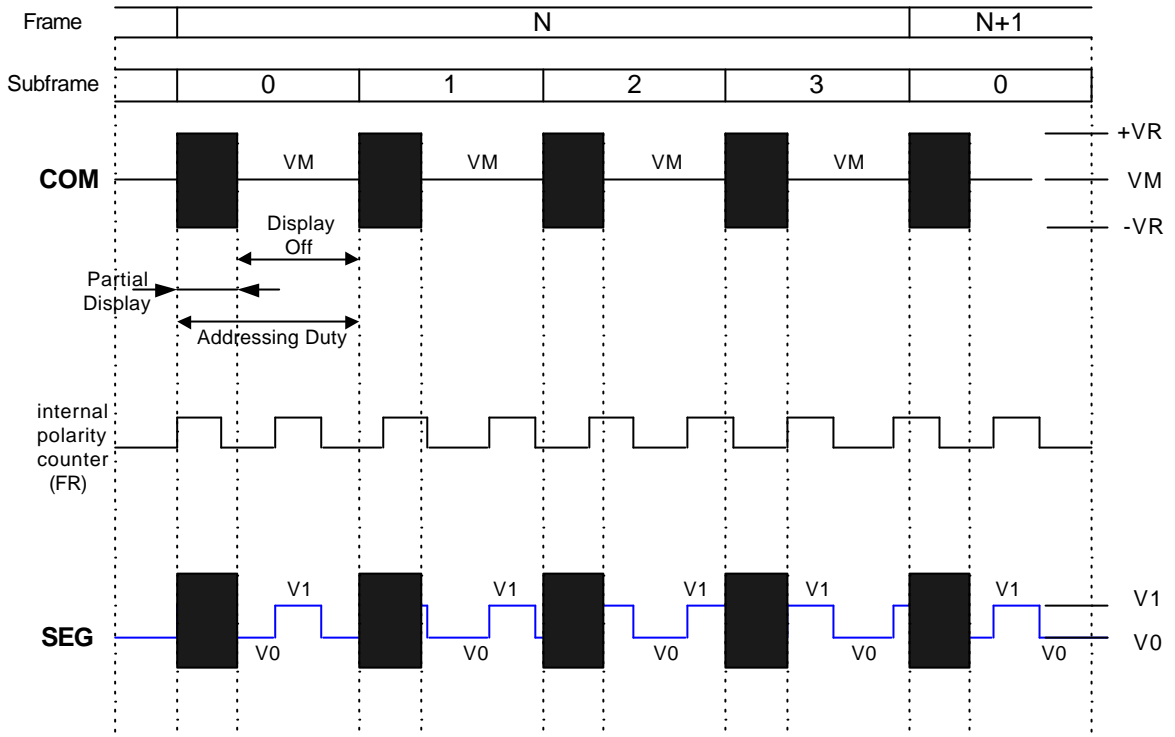 Frame N N+1
Subframe 0 1 2 3 0
+VR
COM VM VM VM VM VM
-VR
Display
Off
Partial
Display
Addressing Duty
internal
polarity
counter
(FR)
V1 V1 V1 V1 V1 V1
SEG V0
V0 V0 V0 V0 V0